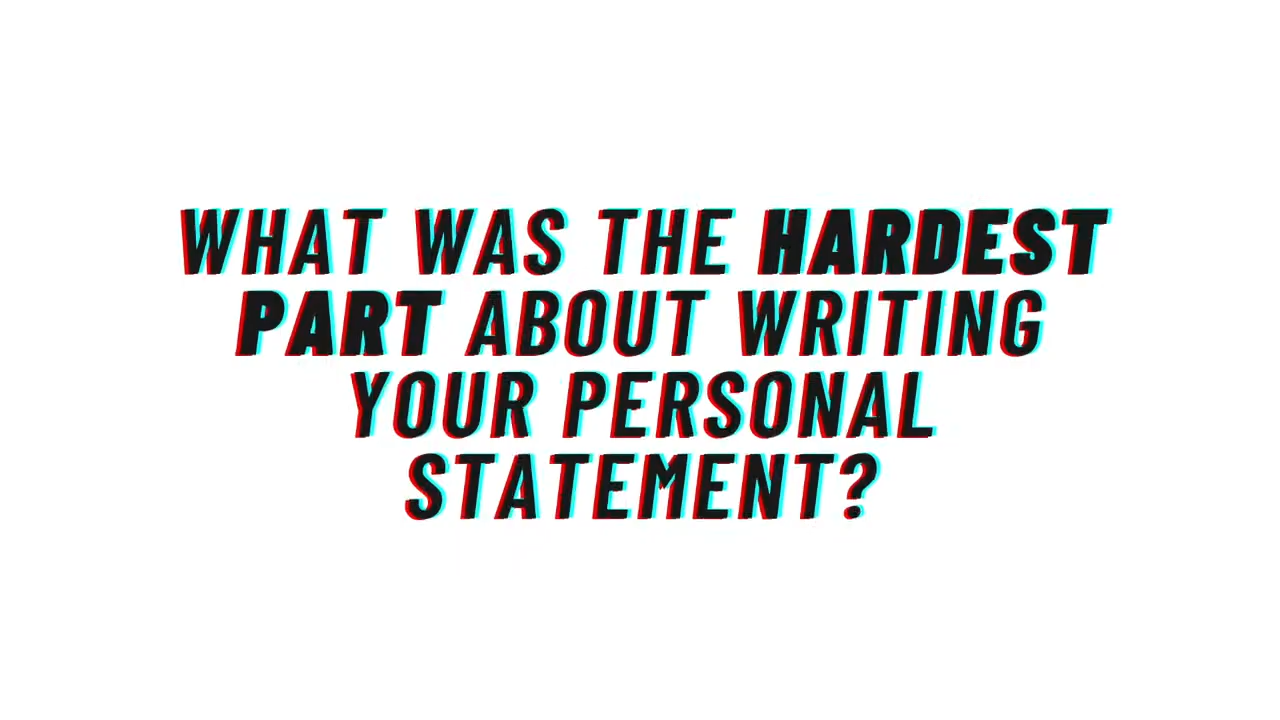 WHAT WAS THE HARDEST
PART ABOUT WRITING
YOUR PERSONAL
STATEMENT?